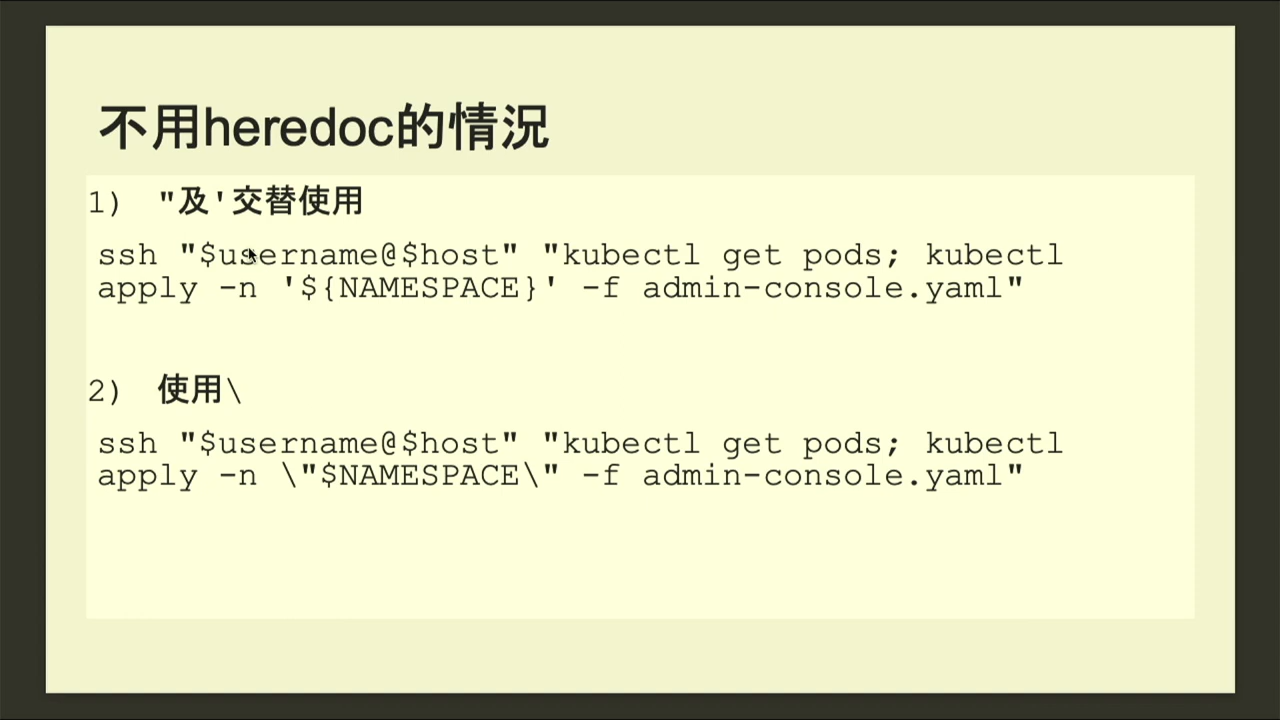 不用heredoc的情況
1) "及'交替使用
ssh "$username@$host" "kubectl get pods; kubectl
apply -n '${NAMESPACE}' -f admin-console.yaml"
2) 使用\
ssh "$username@$host" "kubectl get pods; kubectl
apply -n \"$NAMESPACE\" -f admin-console.yaml"